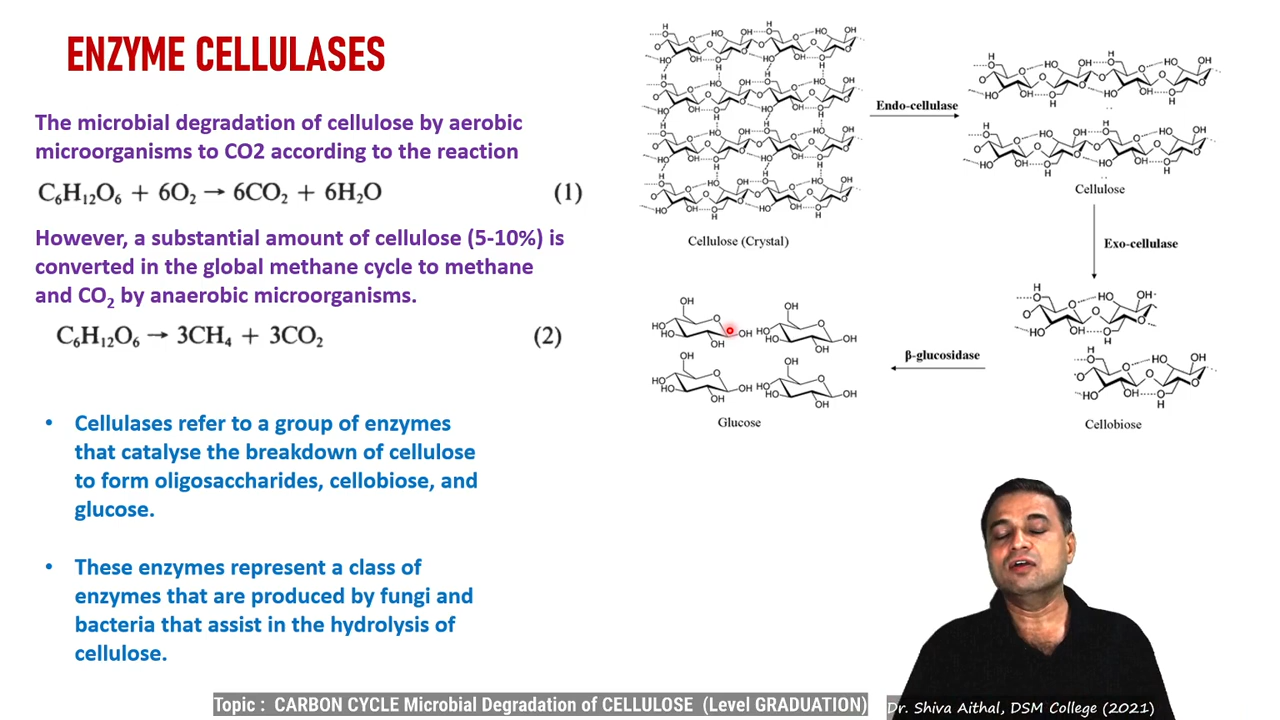 ENZYME CELLULASES
The microbial degradation of cellulose by aerobic
microorganisms to CO2 according to the reaction
C₆H₁₂O₆ + 6O₂ → 6CO₂ + 6H₂O (1)
However, a substantial amount of cellulose (5-10%) is
converted in the global methane cycle to methane
and CO₂ by anaerobic microorganisms.
C₆H₁₂O₆ → 3CH₄ + 3CO₂ (2)
• Cellulases refer to a group of enzymes
that catalyse the breakdown of cellulose
to form oligosaccharides, cellobiose, and
glucose.
• These enzymes represent a class of
enzymes that are produced by fungi and
bacteria that assist in the hydrolysis of
cellulose.
Cellulose (Crystal)
Endo-cellulase
Cellulose
Exo-cellulase
Cellobiose
β-glucosidase
Glucose
Topic : CARBON CYCLE Microbial Degradation of CELLULOSE (Level GRADUATION)
Dr. Shiva Aithal, DSM College (2021)